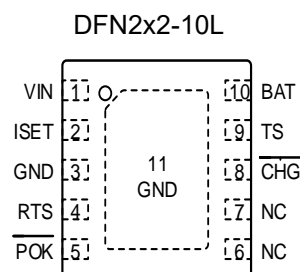 DFN2x2-10L
VIN 1 10 BAT
ISET 2 9 TS
GND 3 8 CHG
RTS 4 7 NC
POK 5 6 NC
11
GND